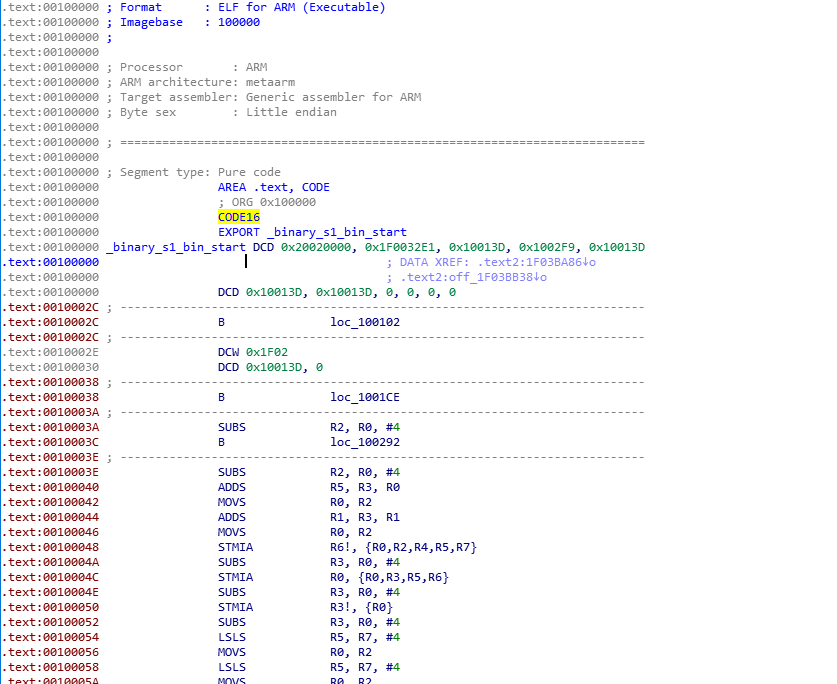 .text:00100000 ; Format      : ELF for ARM (Executable)
.text:00100000 ; Imagebase   : 100000
.text:00100000 ;
.text:00100000
.text:00100000 ; Processor       : ARM
.text:00100000 ; ARM architecture: metaarm
.text:00100000 ; Target assembler: Generic assembler for ARM
.text:00100000 ; Byte sex        : Little endian
.text:00100000
.text:00100000 ; ===========================================================================
.text:00100000
.text:00100000 ; Segment type: Pure code
.text:00100000                 AREA .text, CODE
.text:00100000                 ; ORG 0x100000
.text:00100000                 CODE16
.text:00100000                 EXPORT _binary_s1_bin_start
.text:00100000 _binary_s1_bin_start DCD 0x20020000, 0x1F0032E1, 0x10013D, 0x1002F9, 0x10013D
.text:00100000                                         ; DATA XREF: .text2:1F03BA86↓o
.text:00100000                                         ; .text2:off_1F03BB38↓o
.text:00100000                 DCD 0x10013D, 0x10013D, 0, 0, 0, 0
.text:0010002C ; ---------------------------------------------------------------------------
.text:0010002C                 B               loc_100102
.text:0010002C ; ---------------------------------------------------------------------------
.text:0010002E                 DCW 0x1F02
.text:00100030                 DCD 0x10013D, 0
.text:00100038 ; ---------------------------------------------------------------------------
.text:00100038                 B               loc_1001CE
.text:0010003A ; ---------------------------------------------------------------------------
.text:0010003A                 SUBS            R2, R0, #4
.text:0010003C                 B               loc_100292
.text:0010003E ; ---------------------------------------------------------------------------
.text:0010003E                 SUBS            R2, R0, #4
.text:00100040                 ADDS            R5, R3, R0
.text:00100042                 MOVS            R0, R2
.text:00100044                 ADDS            R1, R3, R1
.text:00100046                 MOVS            R0, R2
.text:00100048                 STMIA           R6!, {R0,R2,R4,R5,R7}
.text:0010004A                 SUBS            R3, R0, #4
.text:0010004C                 STMIA           R0, {R0,R3,R5,R6}
.text:0010004E                 SUBS            R3, R0, #4
.text:00100050                 STMIA           R3!, {R0}
.text:00100052                 SUBS            R3, R0, #4
.text:00100054                 LSLS            R5, R7, #4
.text:00100056                 MOVS            R0, R2
.text:00100058                 LSLS            R5, R7, #4
.text:0010005A                 MOVS            R0, R2